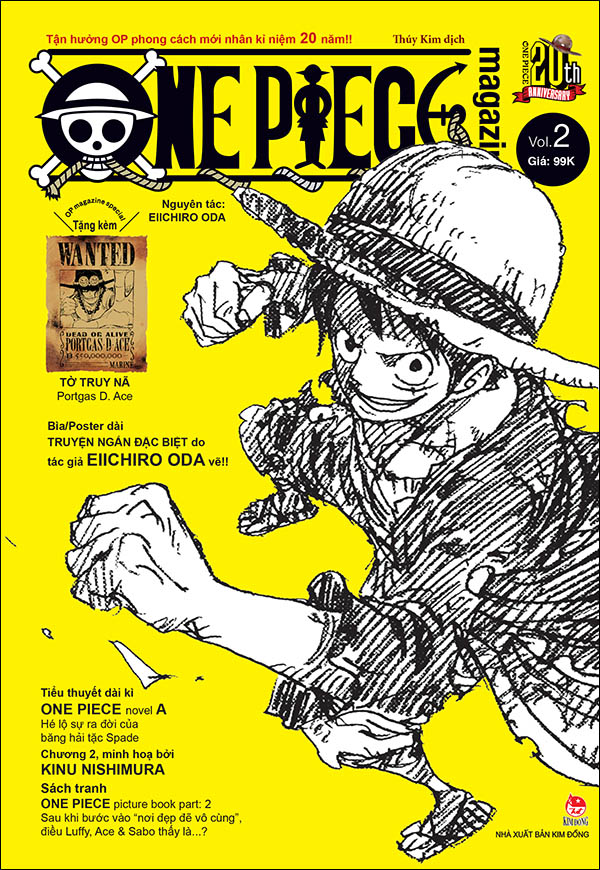 Tận hưởng OP phong cách mới nhân kỉ niệm 20 năm!!
Thúy Kim dịch
ONE PIECE
magazi
ONE PIECE
20th
ANNIVERSARY
Vol.2
Giá: 99K
Nguyên tác:
EIICHIRO ODA
OP magazine special
Tặng kèm
WANTED
DEAD OR ALIVE
PORTGAS·D·ACE
550,000,000
MARINE
TỜ TRUY NÃ
Portgas D. Ace
Bìa/Poster dài
TRUYỆN NGẮN ĐẶC BIỆT do
tác giả EIICHIRO ODA vẽ!!
Tiểu thuyết dài kì
ONE PIECE novel A
Hé lộ sự ra đời của
băng hải tặc Spade
Chương 2, minh hoạ bởi
KINU NISHIMURA
Sách tranh
ONE PIECE picture book part: 2
Sau khi bước vào “nơi đẹp đẽ vô cùng”,
điều Luffy, Ace & Sabo thấy là...?
KIM ĐỒNG
NHÀ XUẤT BẢN KIM ĐỒNG